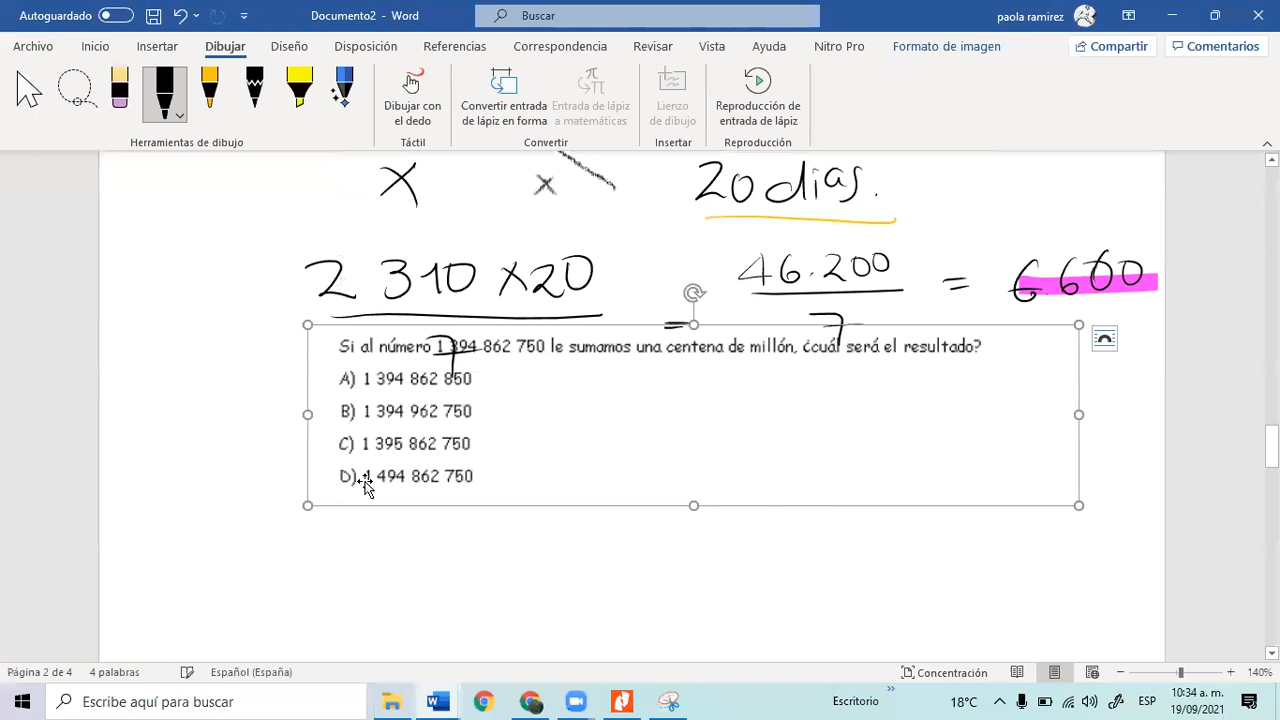 Autoguardado
Documento2 - Word
Buscar
paola ramirez
Archivo Inicio Insertar Dibujar Diseño Disposición Referencias Correspondencia Revisar Vista Ayuda Nitro Pro Formato de imagen Compartir Comentarios
Dibujar con el dedo
Convertir entrada de lápiz en forma
Entrada de lápiz a matemáticas
Lienzo de dibujo
Reproducción de entrada de lápiz
Herramientas de dibujo Táctil Convertir Insertar Reproducción
X x 20 dias.
2 310 x20 = 46.200 = 6.600
7 7
Si al número 1 394 862 750 le sumamos una centena de millón, ¿cuál será el resultado?
A) 1 394 862 850
B) 1 394 962 750
C) 1 395 862 750
D) 1 494 862 750
Página 2 de 4 4 palabras Español (España) Concentración 140%
Escribe aquí para buscar Escritorio » 18°C ESP 10:34 a. m.
19/09/2021